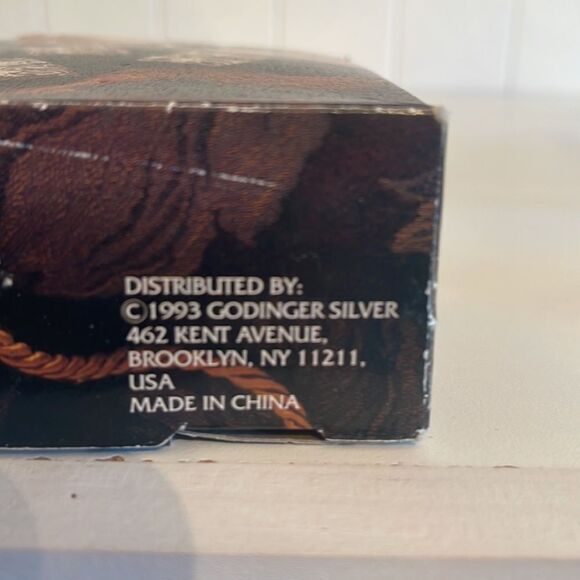 DISTRIBUTED BY:
©1993 GODINGER SILVER
462 KENT AVENUE,
BROOKLYN, NY 11211,
USA
MADE IN CHINA